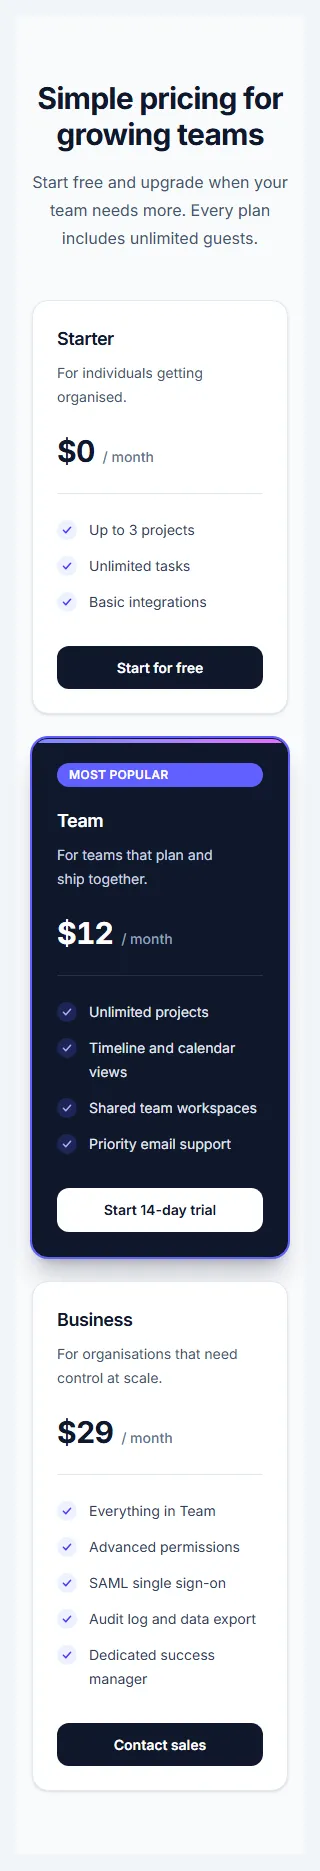 Simple pricing for
growing teams
Start free and upgrade when your
team needs more. Every plan
includes unlimited guests.
Starter
For individuals getting
organised.
$0 / month
Up to 3 projects
Unlimited tasks
Basic integrations
Start for free
MOST POPULAR
Team
For teams that plan and
ship together.
$12 / month
Unlimited projects
Timeline and calendar
views
Shared team workspaces
Priority email support
Start 14-day trial
Business
For organisations that need
control at scale.
$29 / month
Everything in Team
Advanced permissions
SAML single sign-on
Audit log and data export
Dedicated success
manager
Contact sales